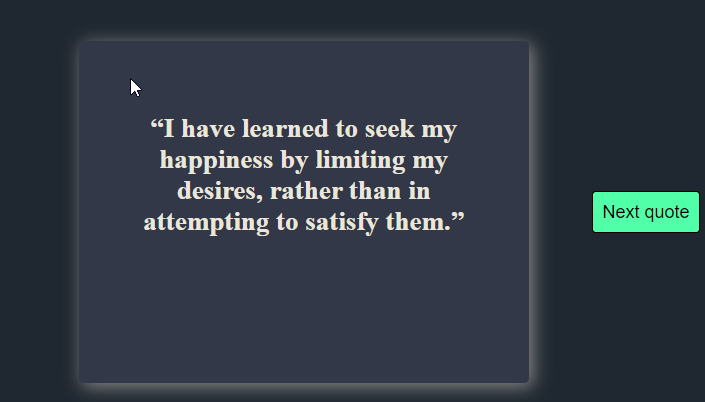 “I have learned to seek my
happiness by limiting my
desires, rather than in
attempting to satisfy them.”
Next quote